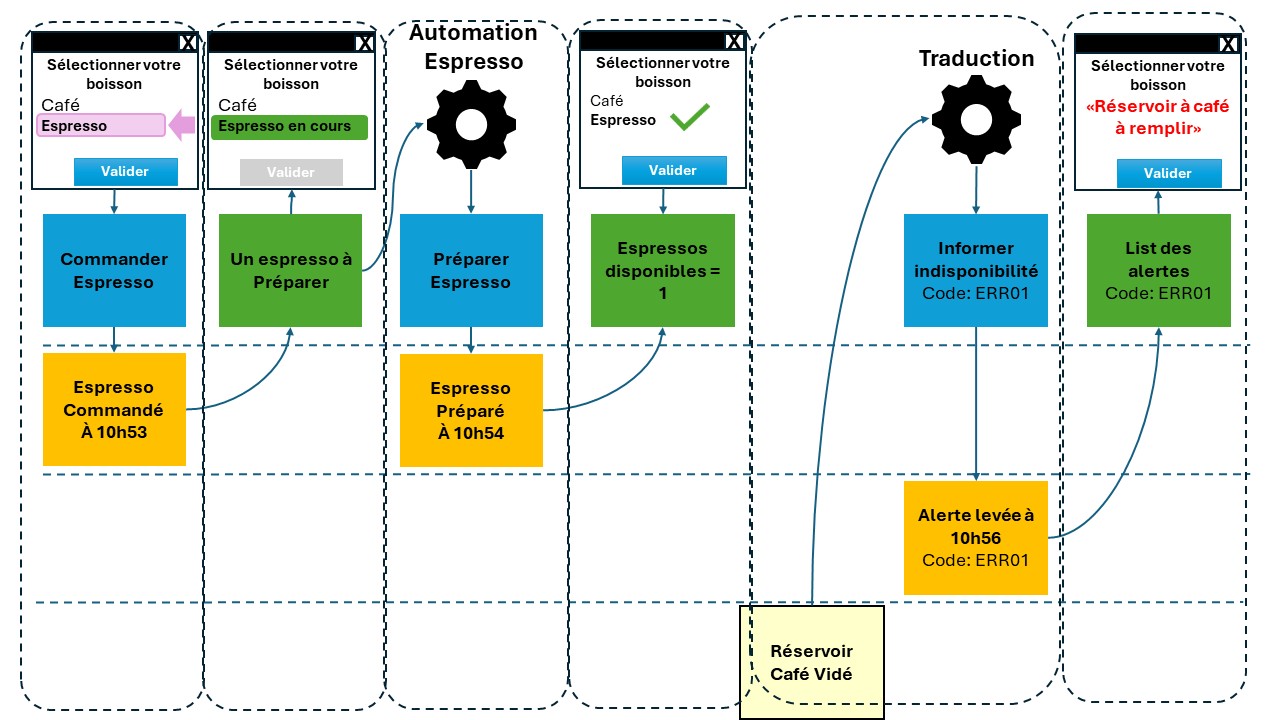 X
Sélectionner votre
boisson
Café
Espresso
Valider
Commander
Espresso
Espresso
Commandé
À 10h53
X
Sélectionner votre
boisson
Café
Espresso en cours
Valider
Un espresso à
Préparer
Automation
Espresso
Préparer
Espresso
Espresso
Préparé
À 10h54
X
Sélectionner votre
boisson
Café
Espresso
Valider
Espressos
disponibles =
1
Traduction
Informer
indisponibilité
Code: ERR01
Alerte levée à
10h56
Code: ERR01
Réservoir
Café Vidé
X
Sélectionner votre
boisson
«Réservoir à café
à remplir»
Valider
List des
alertes
Code: ERR01